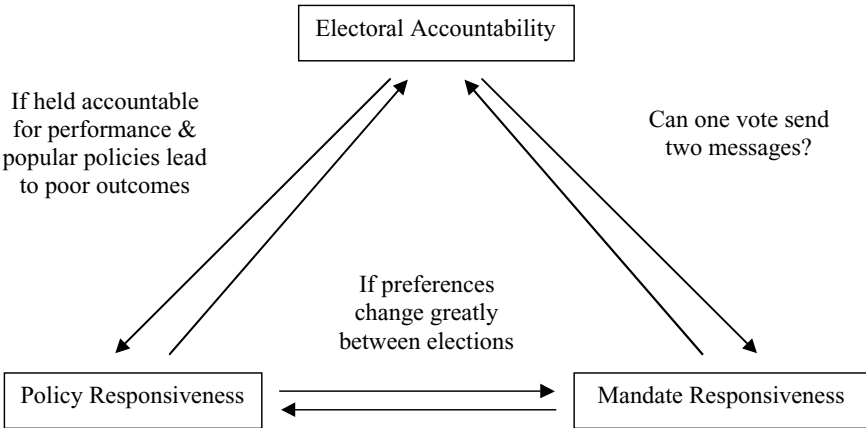 Electoral Accountability
If held accountable
for performance &
popular policies lead
to poor outcomes
Can one vote send
two messages?
If preferences
change greatly
between elections
Policy Responsiveness
Mandate Responsiveness